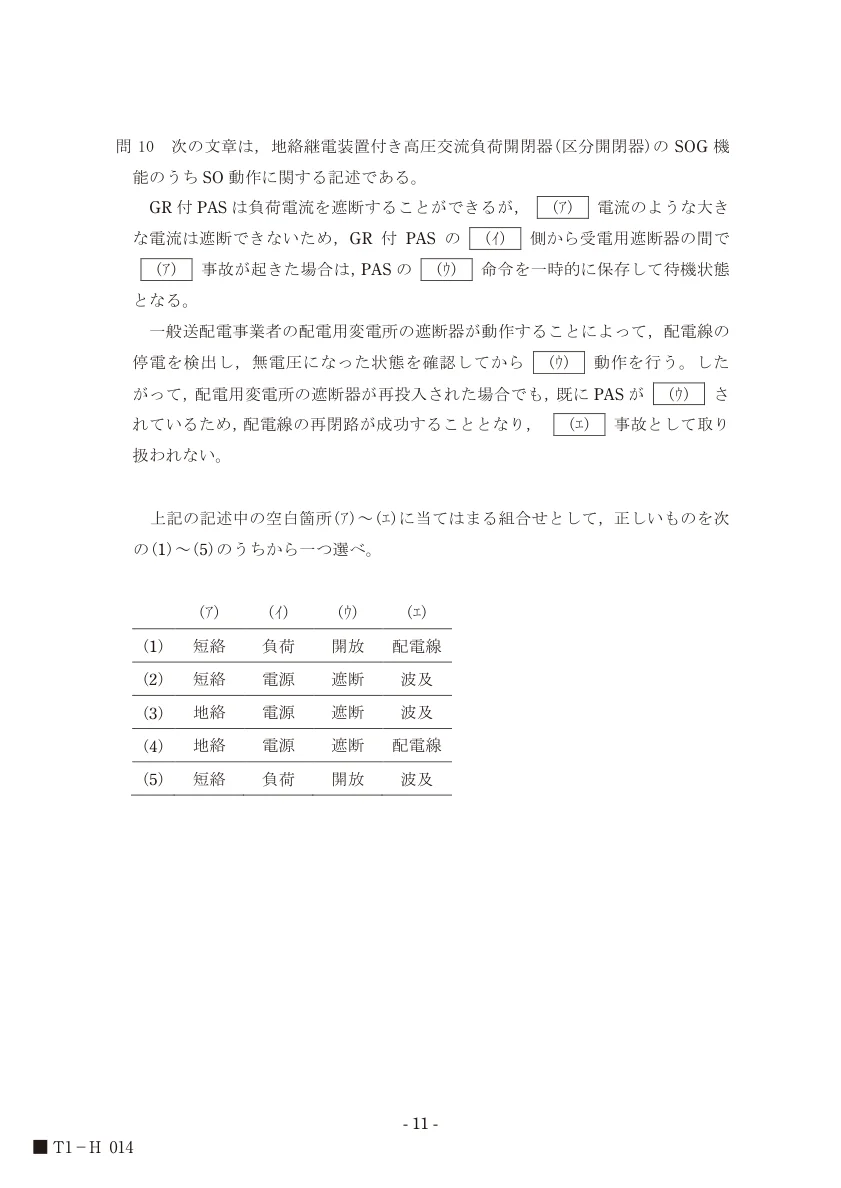 問 10　次の文章は，地絡継電装置付き高圧交流負荷開閉器(区分開閉器)の SOG 機
能のうち SO 動作に関する記述である。
GR 付 PAS は負荷電流を遮断することができるが， (ｱ) 電流のような大き
な電流は遮断できないため，GR 付 PAS の (ｲ) 側から受電用遮断器の間で
(ｱ) 事故が起きた場合は，PAS の (ｳ) 命令を一時的に保存して待機状態
となる。
一般送配電事業者の配電用変電所の遮断器が動作することによって，配電線の
停電を検出し，無電圧になった状態を確認してから (ｳ) 動作を行う。した
がって，配電用変電所の遮断器が再投入された場合でも，既に PAS が (ｳ) さ
れているため，配電線の再閉路が成功することとなり， (ｴ) 事故として取り
扱われない。
上記の記述中の空白箇所(ｱ)～(ｴ)に当てはまる組合せとして，正しいものを次
の(1)～(5)のうちから一つ選べ。
(ｱ) (ｲ) (ｳ) (ｴ)
(1) 短絡 負荷 開放 配電線
(2) 短絡 電源 遮断 波及
(3) 地絡 電源 遮断 波及
(4) 地絡 電源 遮断 配電線
(5) 短絡 負荷 開放 波及
- 11 -
■ T1－H 014